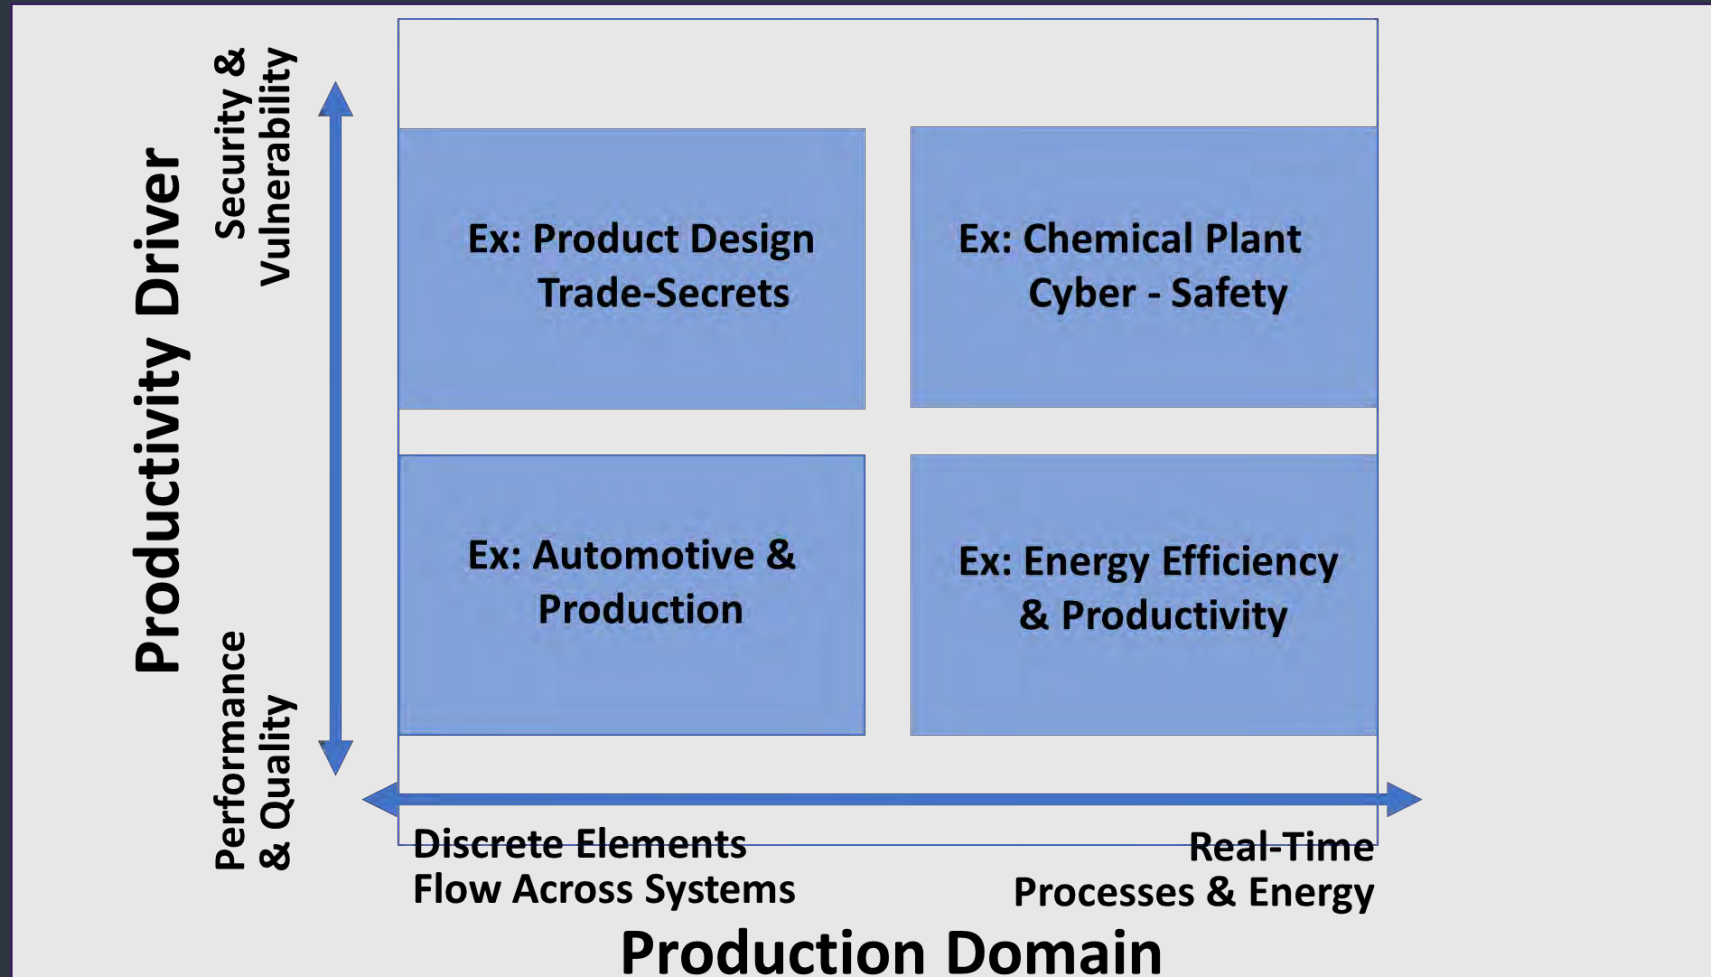 Productivity Driver
Security &
Vulnerability
Performance
& Quality
Ex: Product Design
Trade-Secrets
Ex: Chemical Plant
Cyber - Safety
Ex: Automotive &
Production
Ex: Energy Efficiency
& Productivity
Discrete Elements
Flow Across Systems
Real-Time
Processes & Energy
Production Domain